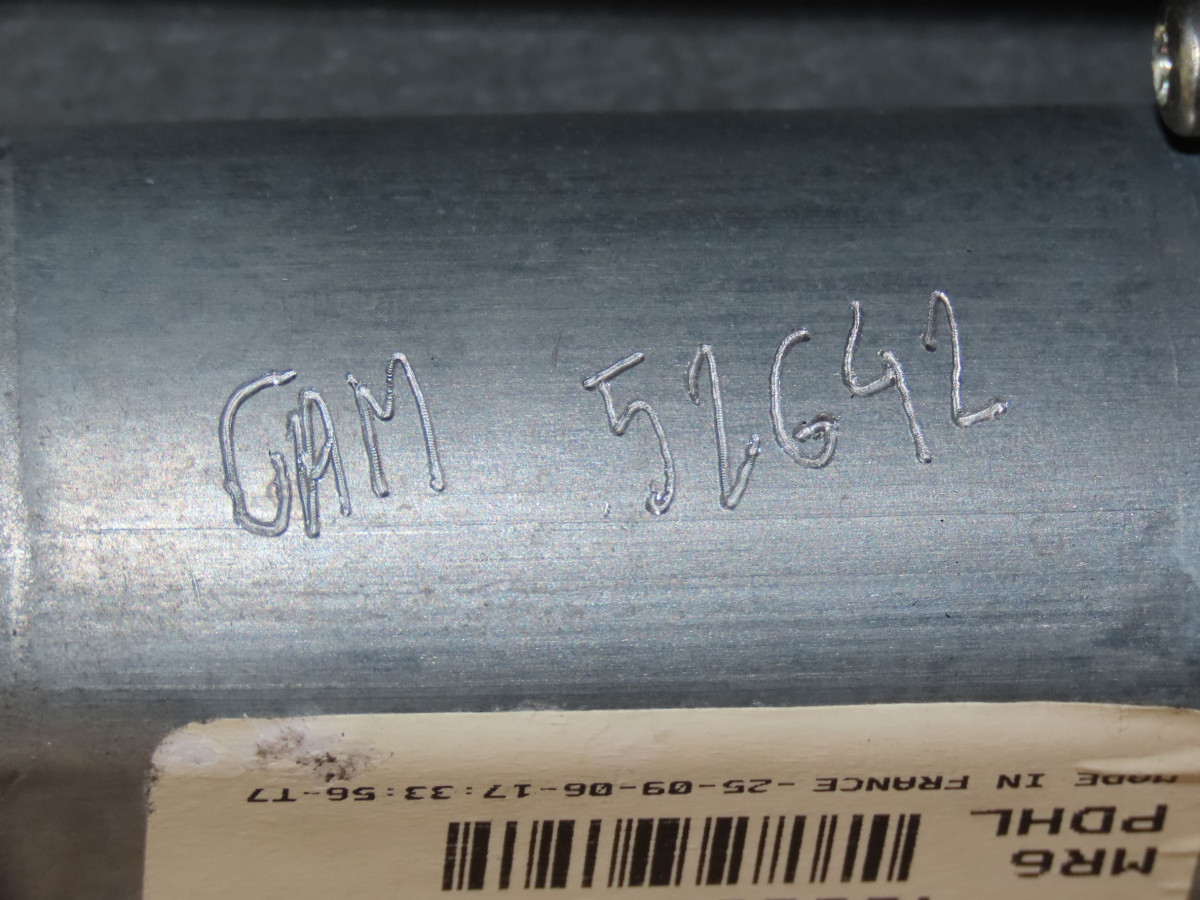 GAM 52642
MR6
PDHL
MADE IN FRANCE -25-09-06-17:33:56-T7